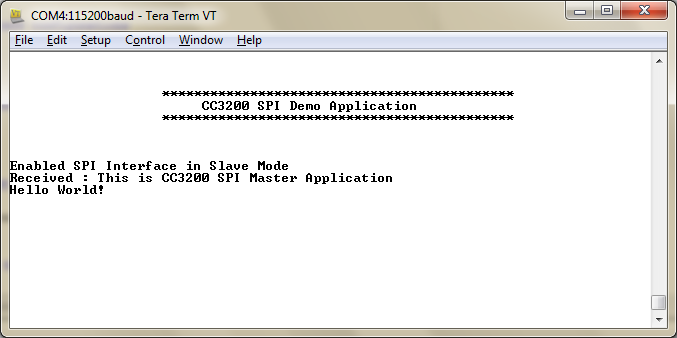 COM4:115200baud - Tera Term VT
File Edit Setup Control Window Help
********************************************
CC3200 SPI Demo Application
********************************************
Enabled SPI Interface in Slave Mode
Received : This is CC3200 SPI Master Application
Hello World!